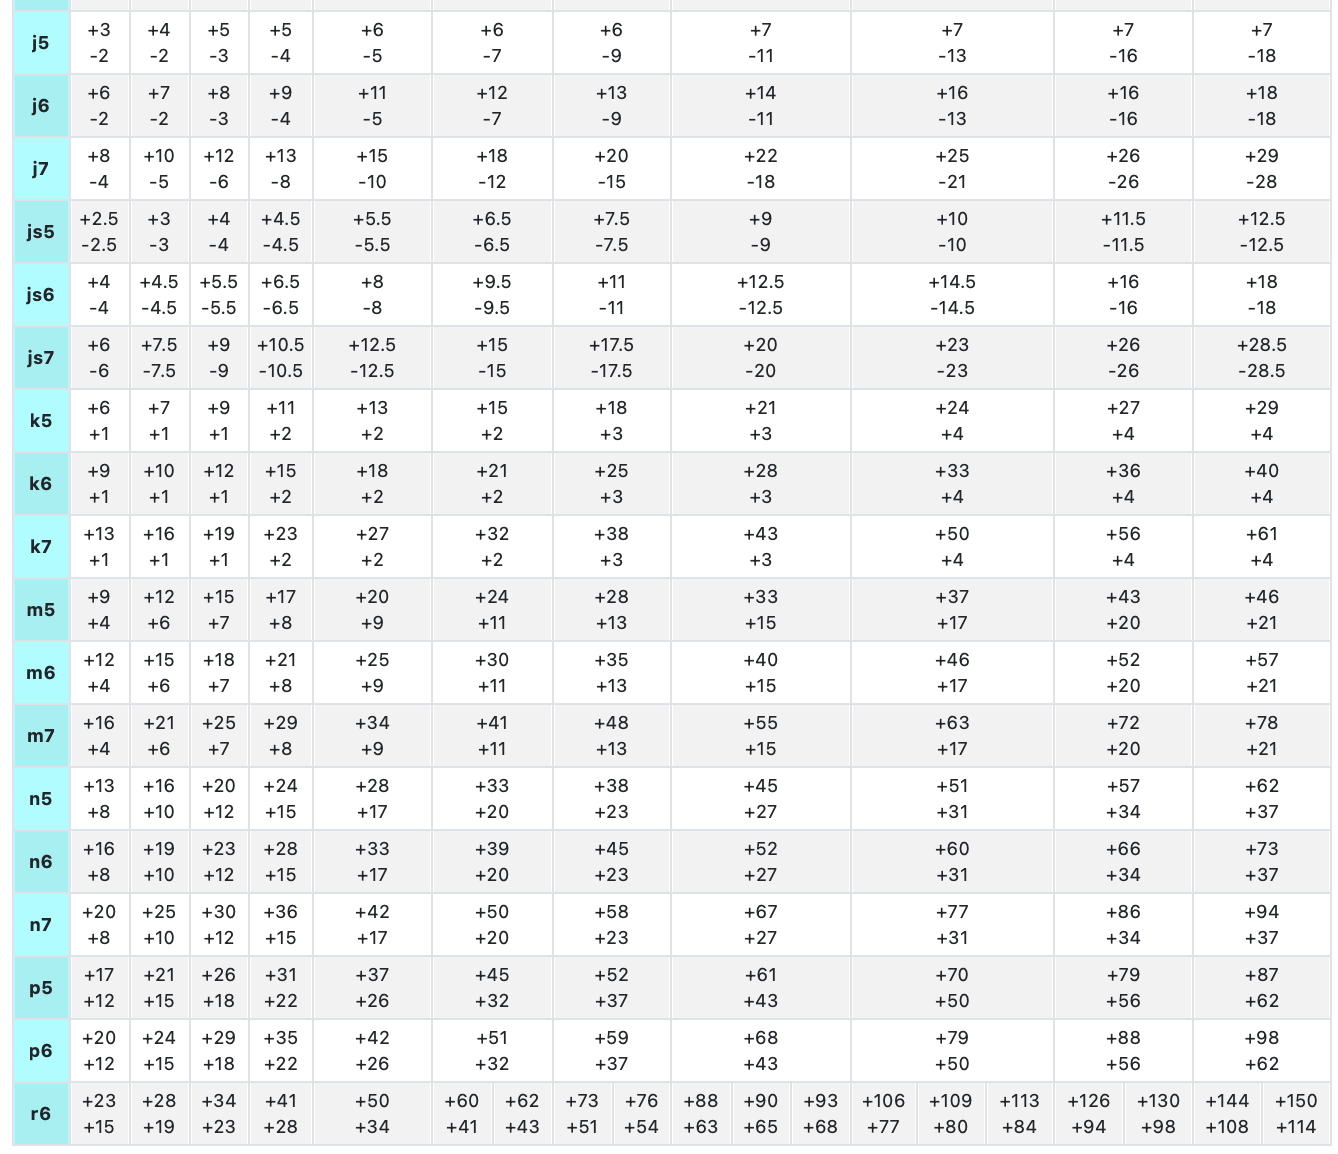 j5 +3 +4 +5 +5 +6 +6 +6 +7 +7 +7 +7
-2 -2 -3 -4 -5 -7 -9 -11 -13 -16 -18
j6 +6 +7 +8 +9 +11 +12 +13 +14 +16 +16 +18
-2 -2 -3 -4 -5 -7 -9 -11 -13 -16 -18
j7 +8 +10 +12 +13 +15 +18 +20 +22 +25 +26 +29
-4 -5 -6 -8 -10 -12 -15 -18 -21 -26 -28
js5 +2.5 +3 +4 +4.5 +5.5 +6.5 +7.5 +9 +10 +11.5 +12.5
-2.5 -3 -4 -4.5 -5.5 -6.5 -7.5 -9 -10 -11.5 -12.5
js6 +4 +4.5 +5.5 +6.5 +8 +9.5 +11 +12.5 +14.5 +16 +18
-4 -4.5 -5.5 -6.5 -8 -9.5 -11 -12.5 -14.5 -16 -18
js7 +6 +7.5 +9 +10.5 +12.5 +15 +17.5 +20 +23 +26 +28.5
-6 -7.5 -9 -10.5 -12.5 -15 -17.5 -20 -23 -26 -28.5
k5 +6 +7 +9 +11 +13 +15 +18 +21 +24 +27 +29
+1 +1 +1 +2 +2 +2 +3 +3 +4 +4 +4
k6 +9 +10 +12 +15 +18 +21 +25 +28 +33 +36 +40
+1 +1 +1 +2 +2 +2 +3 +3 +4 +4 +4
k7 +13 +16 +19 +23 +27 +32 +38 +43 +50 +56 +61
+1 +1 +1 +2 +2 +2 +3 +3 +4 +4 +4
m5 +9 +12 +15 +17 +20 +24 +28 +33 +37 +43 +46
+4 +6 +7 +8 +9 +11 +13 +15 +17 +20 +21
m6 +12 +15 +18 +21 +25 +30 +35 +40 +46 +52 +57
+4 +6 +7 +8 +9 +11 +13 +15 +17 +20 +21
m7 +16 +21 +25 +29 +34 +41 +48 +55 +63 +72 +78
+4 +6 +7 +8 +9 +11 +13 +15 +17 +20 +21
n5 +13 +16 +20 +24 +28 +33 +38 +45 +51 +57 +62
+8 +10 +12 +15 +17 +20 +23 +27 +31 +34 +37
n6 +16 +19 +23 +28 +33 +39 +45 +52 +60 +66 +73
+8 +10 +12 +15 +17 +20 +23 +27 +31 +34 +37
n7 +20 +25 +30 +36 +42 +50 +58 +67 +77 +86 +94
+8 +10 +12 +15 +17 +20 +23 +27 +31 +34 +37
p5 +17 +21 +26 +31 +37 +45 +52 +61 +70 +79 +87
+12 +15 +18 +22 +26 +32 +37 +43 +50 +56 +62
p6 +20 +24 +29 +35 +42 +51 +59 +68 +79 +88 +98
+12 +15 +18 +22 +26 +32 +37 +43 +50 +56 +62
r6 +23 +28 +34 +41 +50 +60 +62 +73 +76 +88 +90 +93 +106 +109 +113 +126 +130 +144 +150
+15 +19 +23 +28 +34 +41 +43 +51 +54 +63 +65 +68 +77 +80 +84 +94 +98 +108 +114